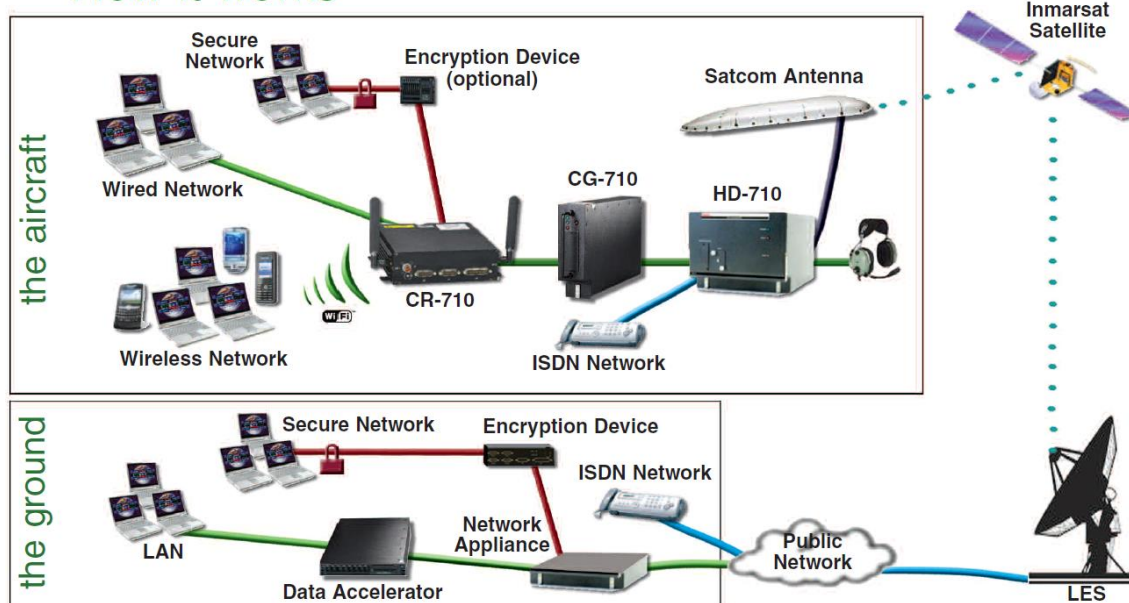 Inmarsat
Satellite
the aircraft
Secure
Network
Encryption Device
(optional)
Satcom Antenna
Wired Network
CG-710
HD-710
CR-710
Wi Fi
Wireless Network
ISDN Network
the ground
Secure Network
Encryption Device
ISDN Network
LAN
Network
Appliance
Public
Network
Data Accelerator
LES